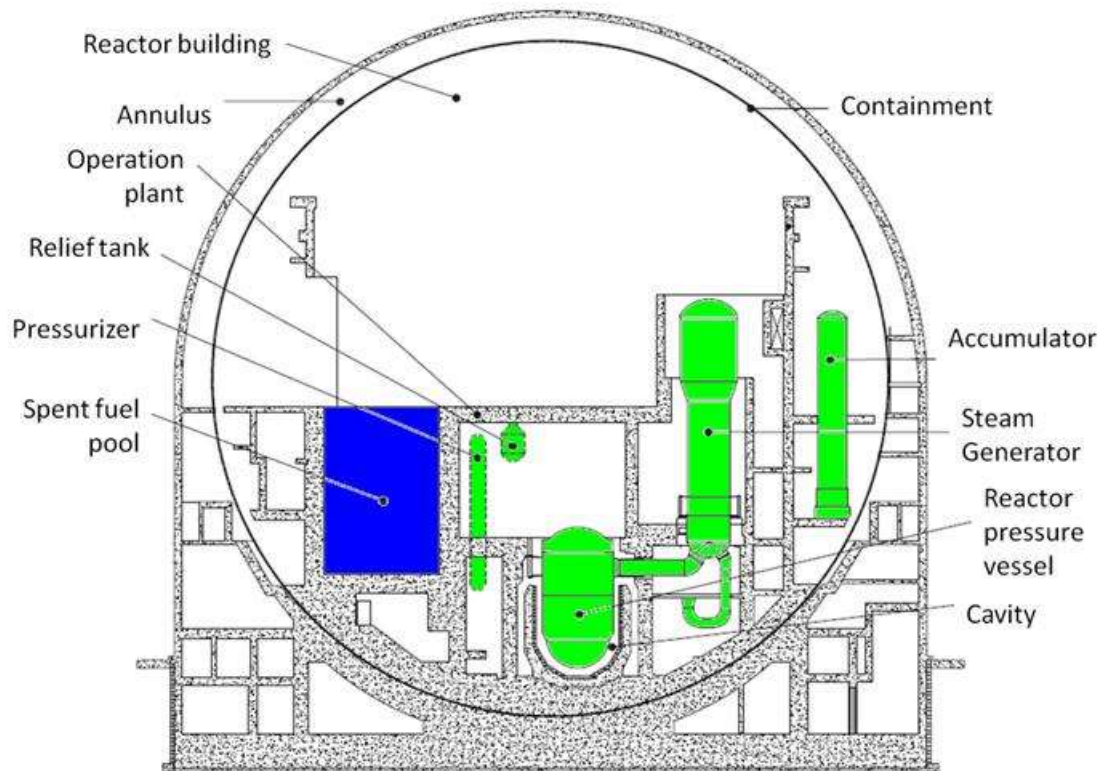 Reactor building
Annulus
Operation
plant
Relief tank
Pressurizer
Spent fuel
pool
Containment
Accumulator
Steam
Generator
Reactor
pressure
vessel
Cavity